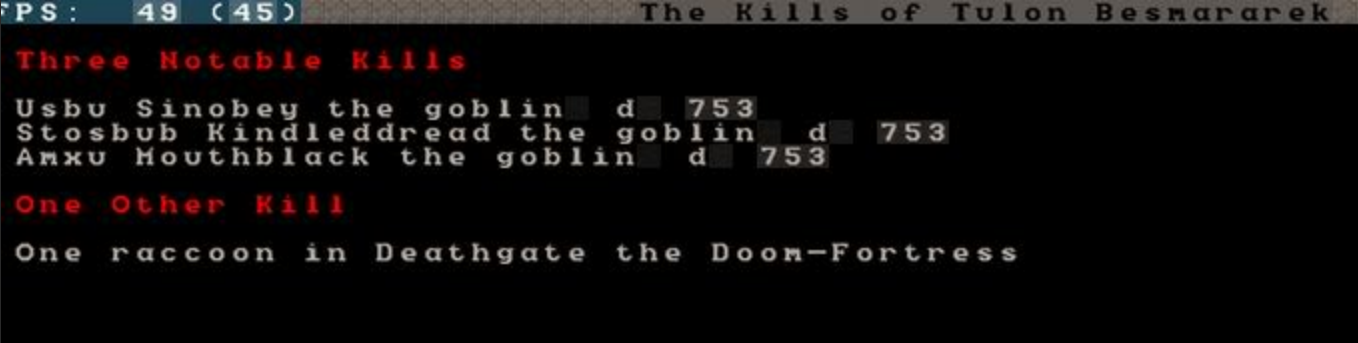 FPS: 49 (45) The Kills of Tulon Besmararek
Three Notable Kills
Usbu Sinobey the goblin d 753
Stosbub Kindleddread the goblin d 753
Amxu Mouthblack the goblin d 753
One Other Kill
One raccoon in Deathgate the Doom-Fortress